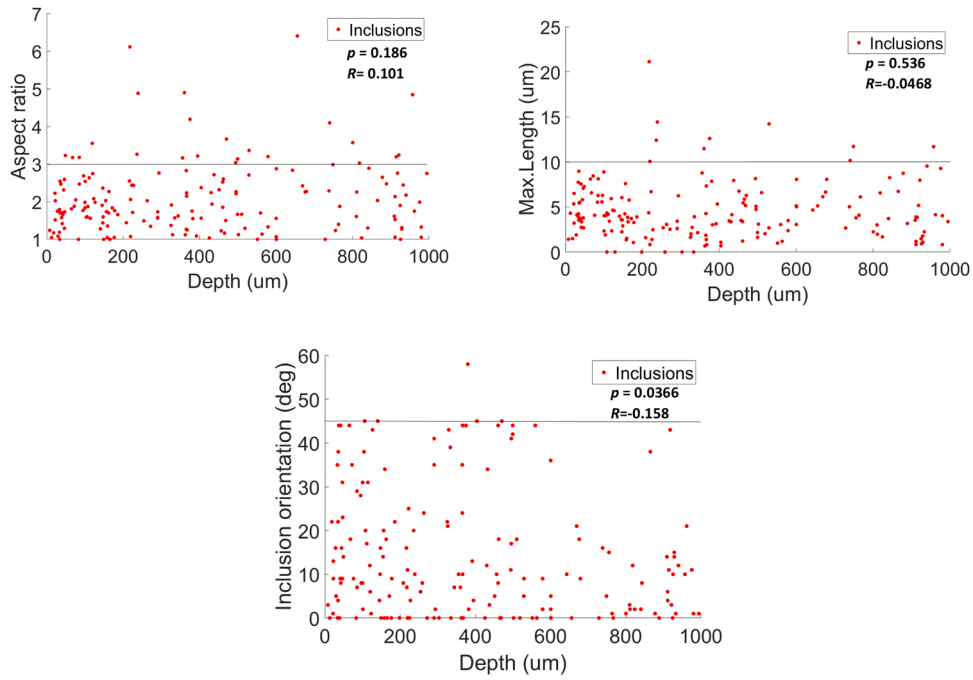 7
6
5
4
3
2
1
Aspect ratio
Inclusions
p = 0.186
R= 0.101
0 200 400 600 800 1000
Depth (um)
25
20
15
10
5
0
Max.Length (um)
Inclusions
p = 0.536
R=-0.0468
0 200 400 600 800 1000
Depth (um)
60
50
40
30
20
10
0
Inclusion orientation (deg)
Inclusions
p = 0.0366
R=-0.158
0 200 400 600 800 1000
Depth (um)